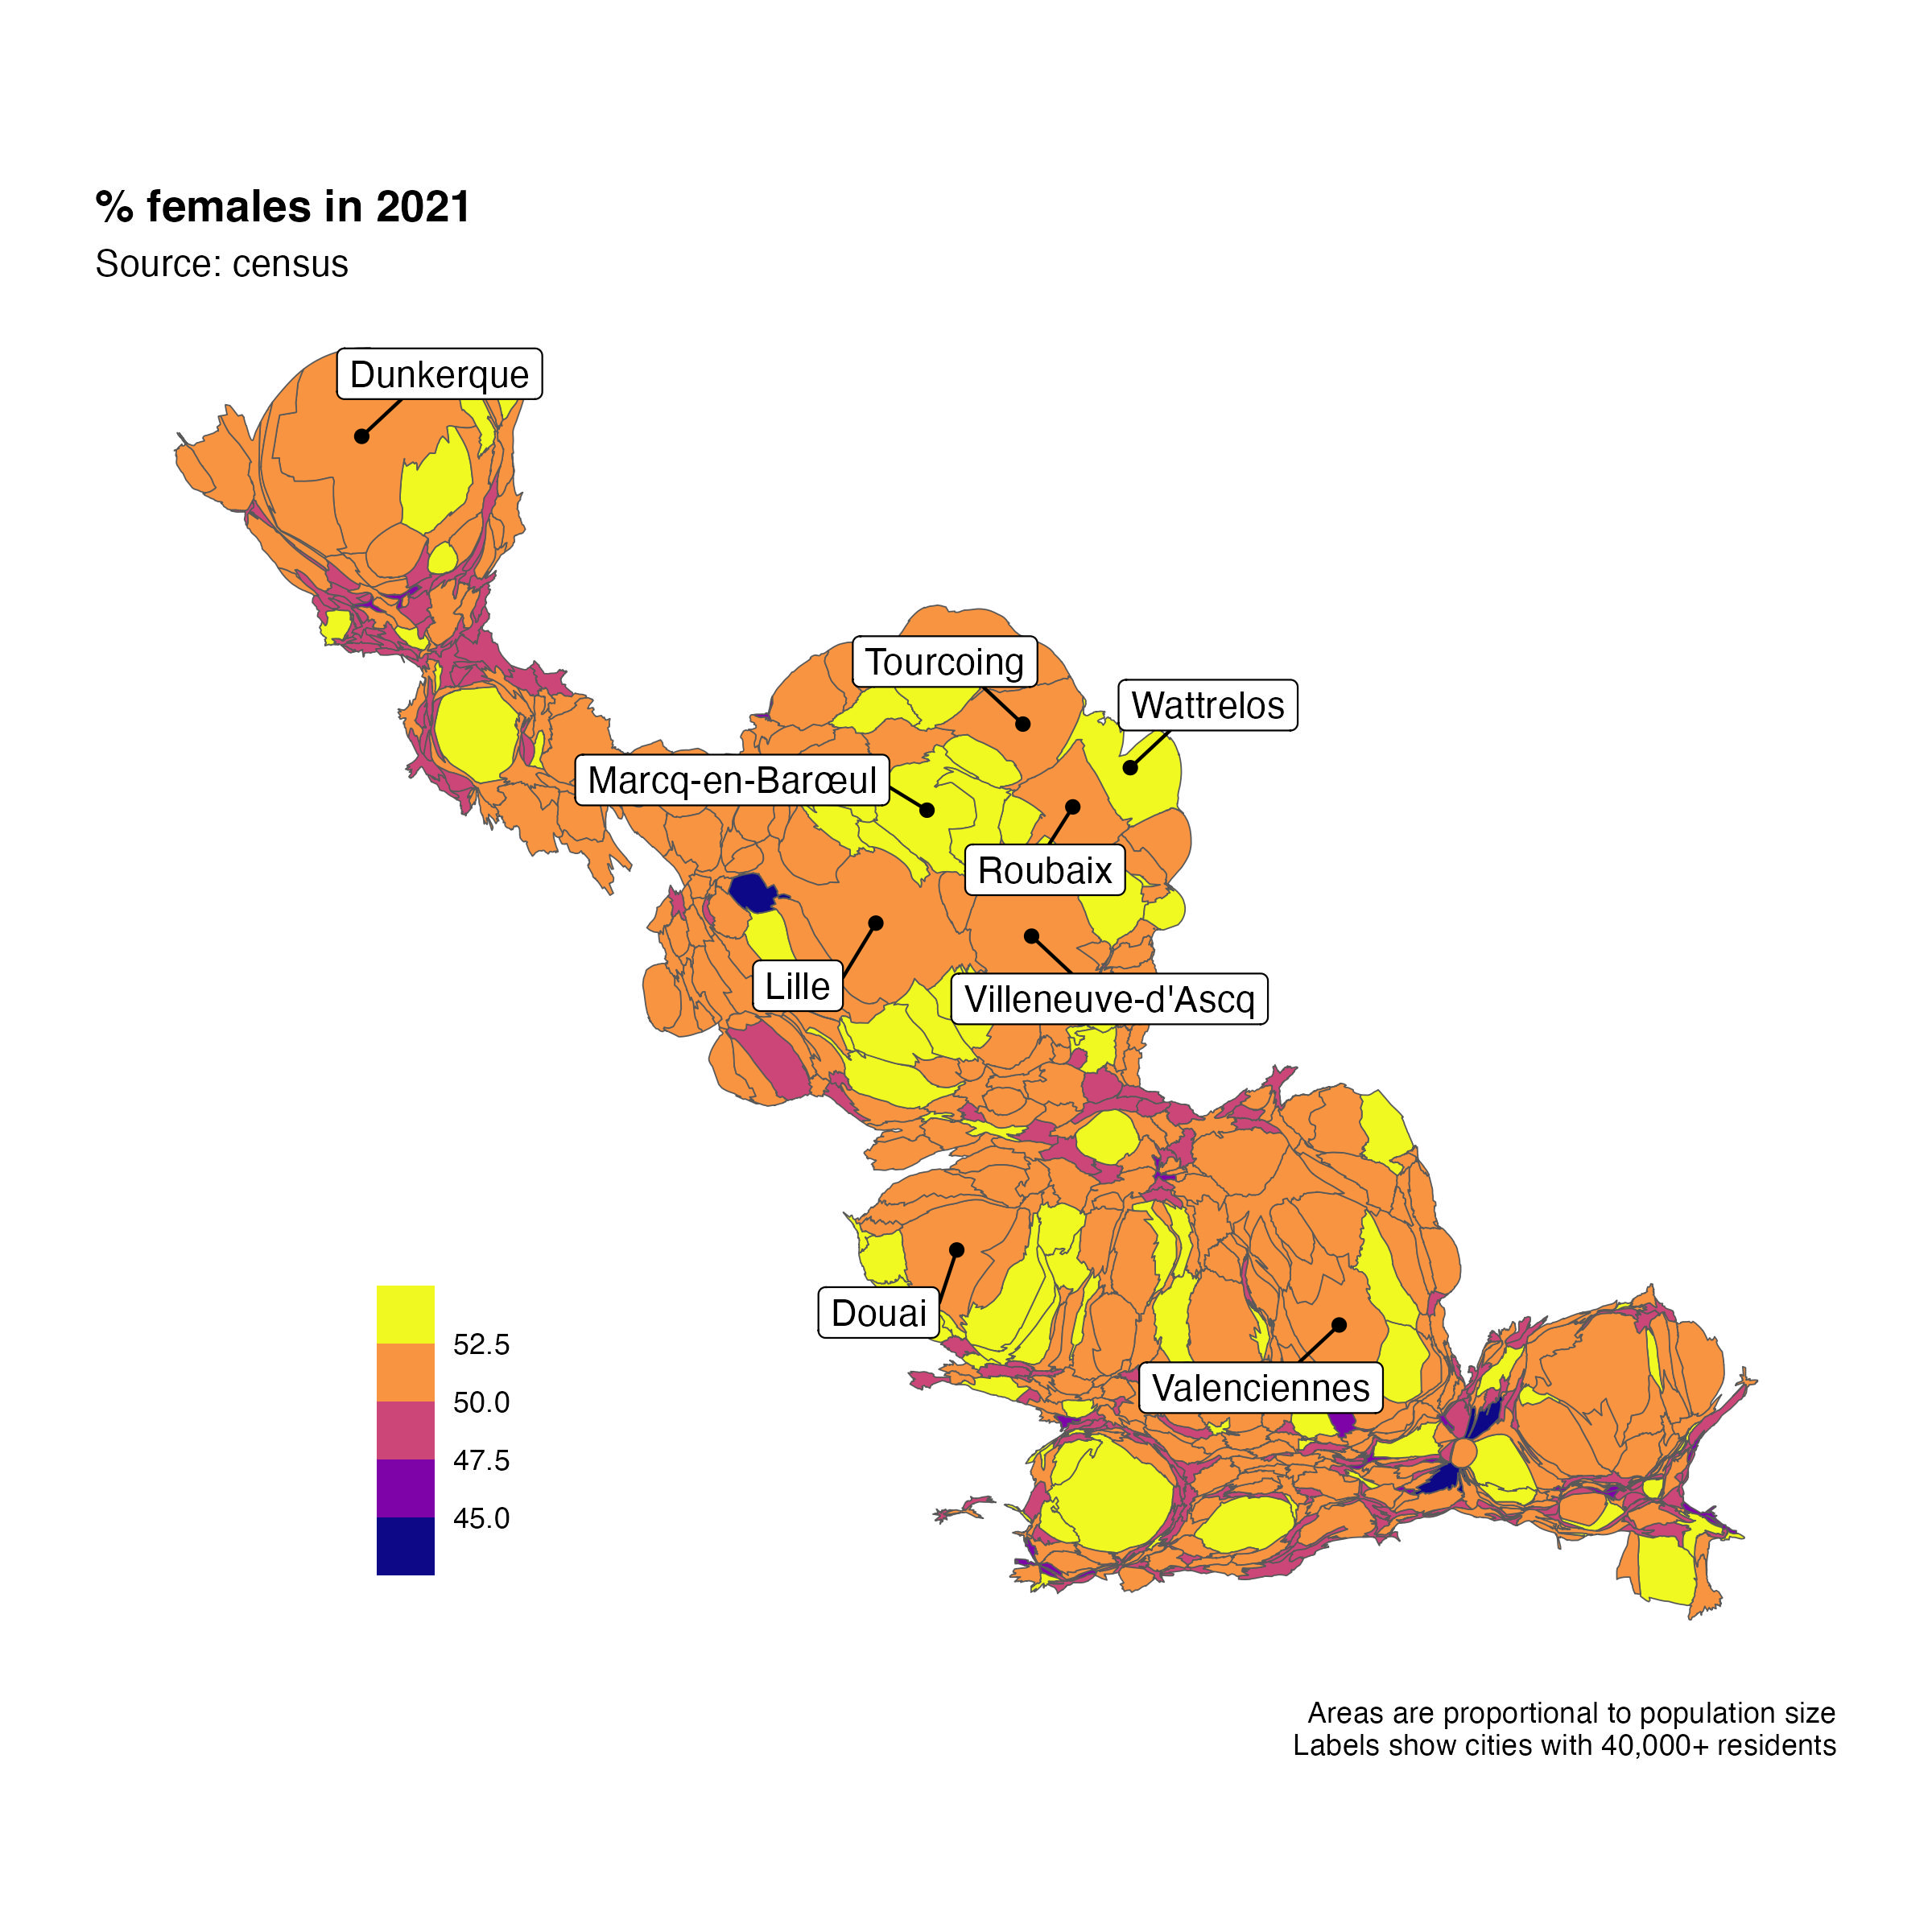 % females in 2021
Source: census
Dunkerque
Tourcoing
Wattrelos
Marcq-en-Barœul
Roubaix
Lille
Villeneuve-d'Ascq
Douai
Valenciennes
52.5
50.0
47.5
45.0
Areas are proportional to population size
Labels show cities with 40,000+ residents